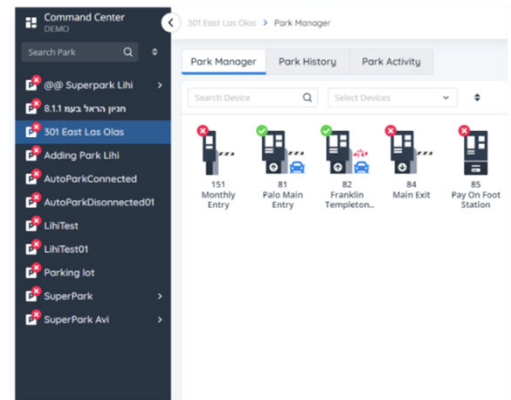 Command Center
DEMO
Search Park
@@ Superpark Lihi
חניון הראל בעמ 8.1.1
301 East Las Olas
Adding Park Lihi
AutoParkConnected
AutoParkDisonnected01
LihiTest
LihiTest01
Parking lot
SuperPark
SuperPark Avi
301 East Las Olas > Park Manager
Park Manager
Park History
Park Activity
Search Device
Select Devices
151
Monthly
Entry
81
Palo Main
Entry
82
Franklin
Templeton..
84
Main Exit
85
Pay On Foot
Station